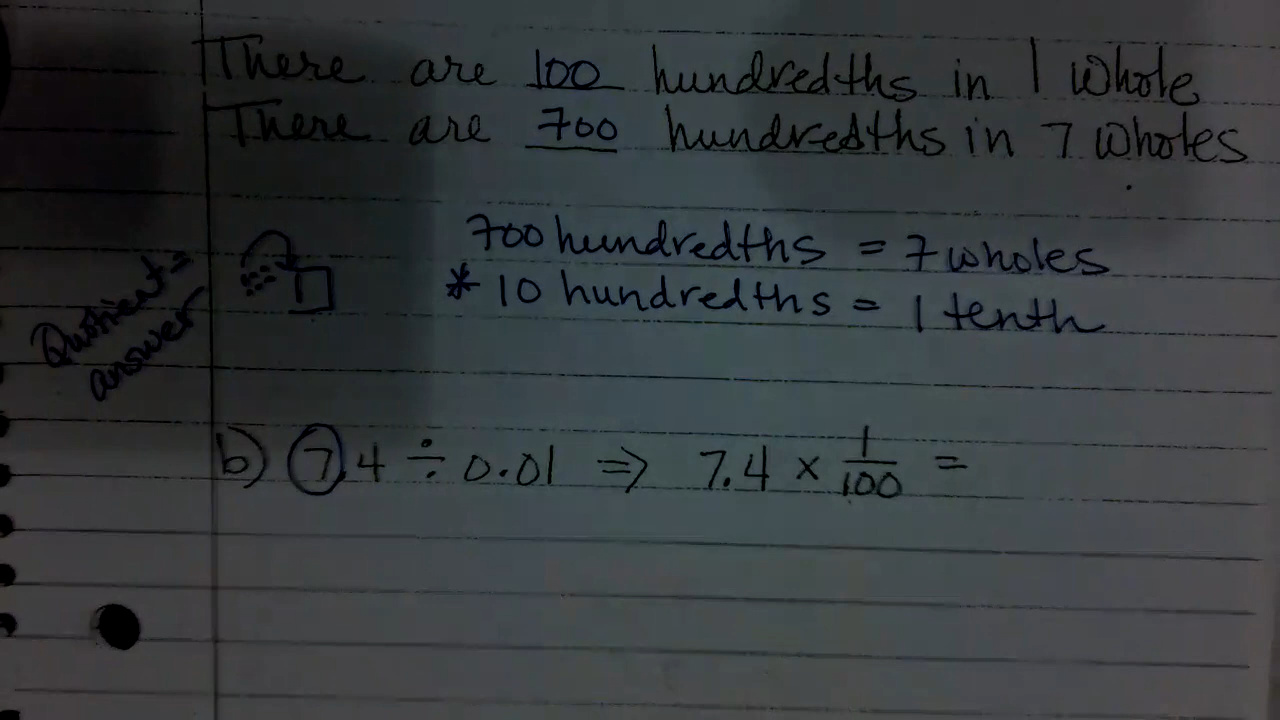 There are 100 hundredths in 1 whole
There are 700 hundredths in 7 wholes
700 hundredths = 7 wholes
* 10 hundredths = 1 tenth
Quotient =
answer
b) 7.4 ÷ 0.01 ⇒ 7.4 × 1/100 =